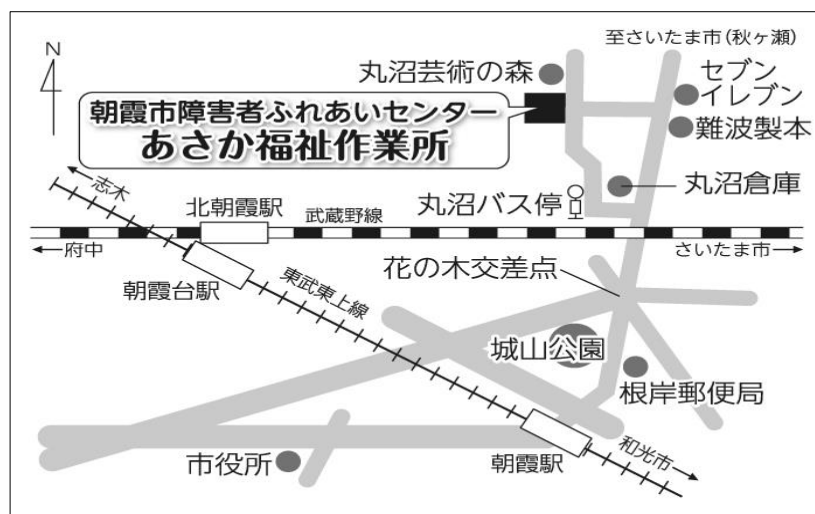 至さいたま市(秋ヶ瀬)
N
丸沼芸術の森
セブン
イレブン
朝霞市障害者ふれあいセンター
あさか福祉作業所
難波製本
志木
丸沼倉庫
北朝霞駅
武蔵野線
丸沼バス停
府中
さいたま市
朝霞台駅
東武東上線
花の木交差点
城山公園
根岸郵便局
市役所
朝霞駅
和光市